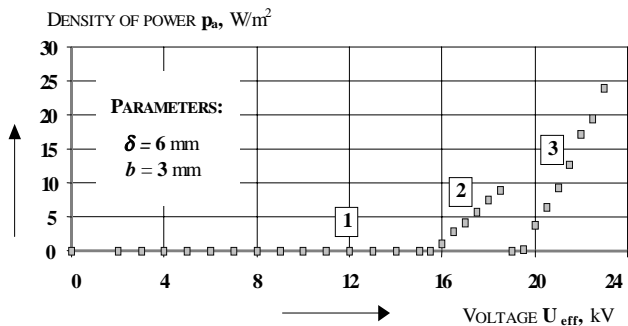 DENSITY OF POWER pa, W/m²
30
25
20
15
10
5
0
PARAMETERS:
δ = 6 mm
b = 3 mm
1
2
3
0 4 8 12 16 20 24
VOLTAGE U eff, kV